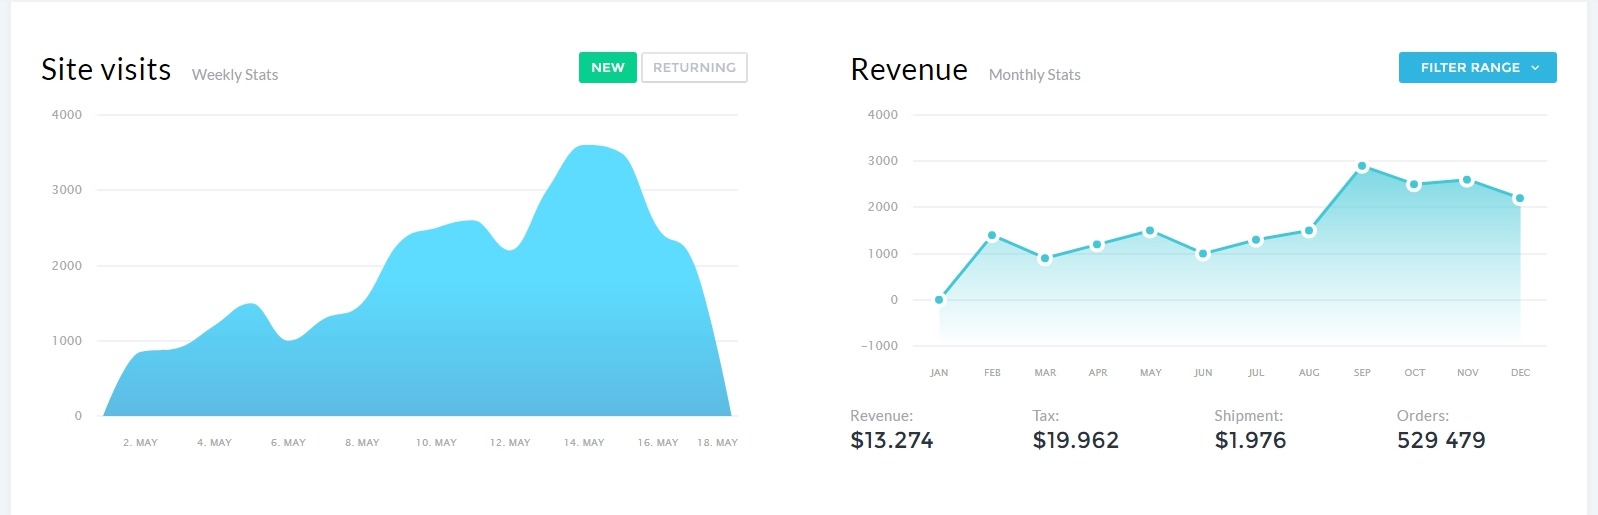 Site visits Weekly Stats
NEW RETURNING
4000
3000
2000
1000
0
2. MAY 4. MAY 6. MAY 8. MAY 10. MAY 12. MAY 14. MAY 16. MAY 18. MAY
Revenue Monthly Stats
FILTER RANGE
4000
3000
2000
1000
0
-1000
JAN FEB MAR APR MAY JUN JUL AUG SEP OCT NOV DEC
Revenue: Tax: Shipment: Orders:
$13.274 $19.962 $1.976 529 479